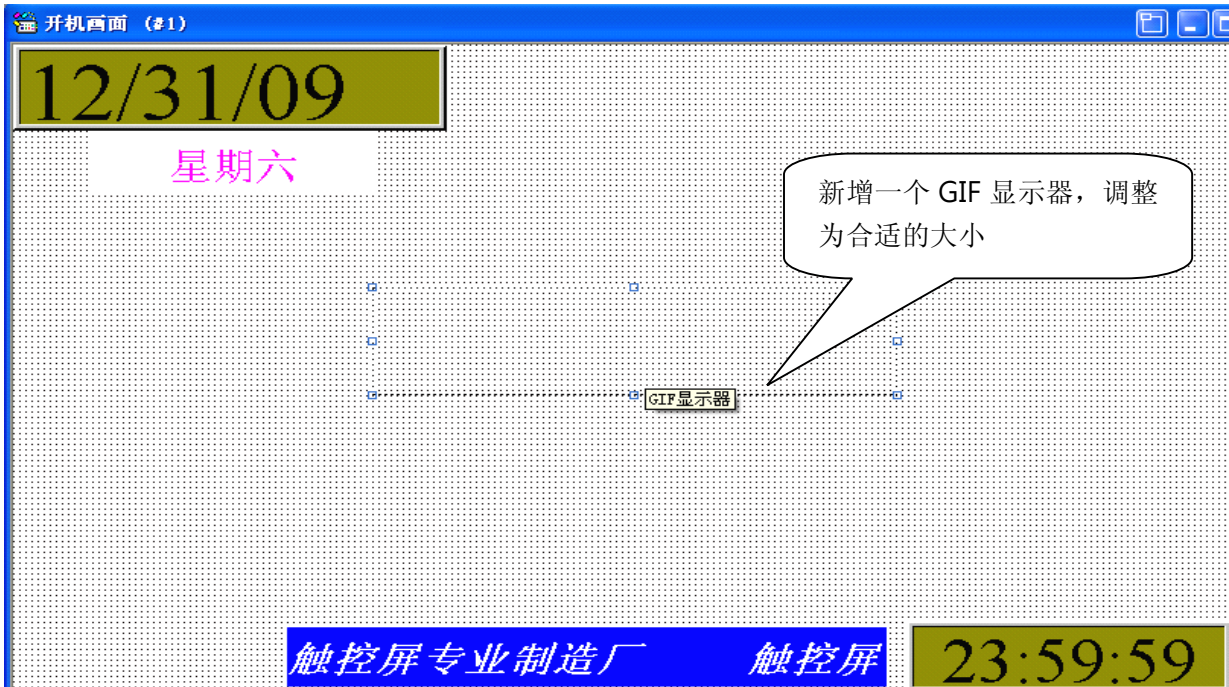 开机画面 (#1)
12/31/09
星期六
新增一个 GIF 显示器，调整
为合适的大小
GIF显示器
触控屏专业制造厂 触控屏
23:59:59